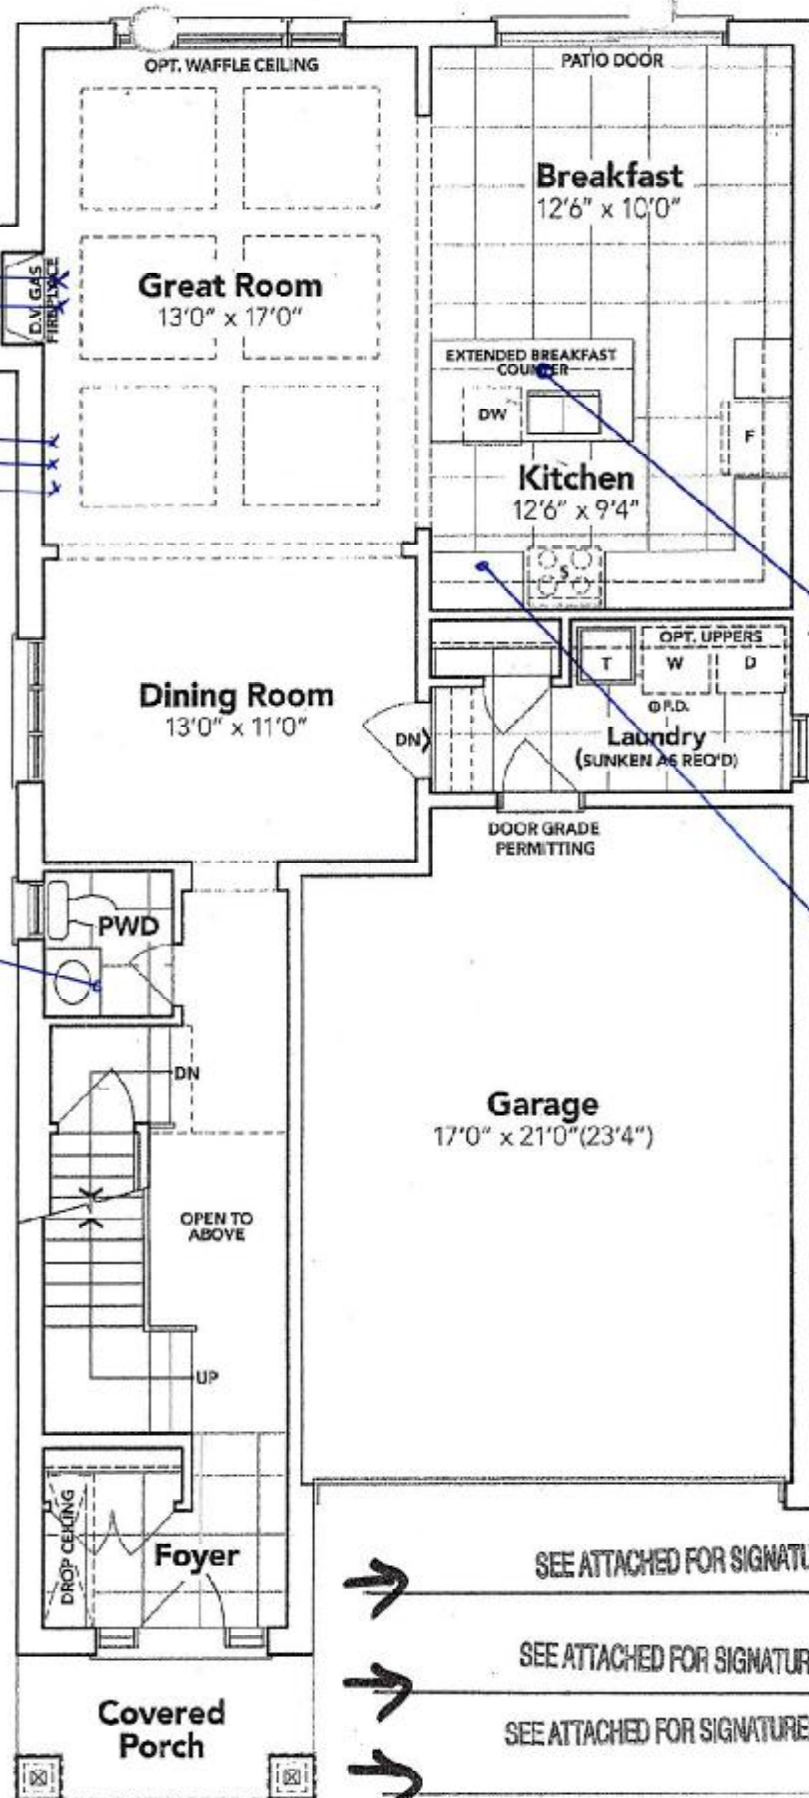 OPT. WAFFLE CEILING
PATIO DOOR
Breakfast
12'6" x 10'0"
D.V. GAS
FIREPLACE
Great Room
13'0" x 17'0"
EXTENDED BREAKFAST
COUNTER
DW
F
Kitchen
12'6" x 9'4"
S
OPT. UPPERS
T
W
D
F.D.
Dining Room
13'0" x 11'0"
DN
Laundry
(SUNKEN AS REQ'D)
DOOR GRADE
PERMITTING
PWD
DN
Garage
17'0" x 21'0"(23'4")
OPEN TO
ABOVE
UP
DROP CEILING
Foyer
SEE ATTACHED FOR SIGNATU
SEE ATTACHED FOR SIGNATUR
SEE ATTACHED FOR SIGNATURE
Covered
Porch